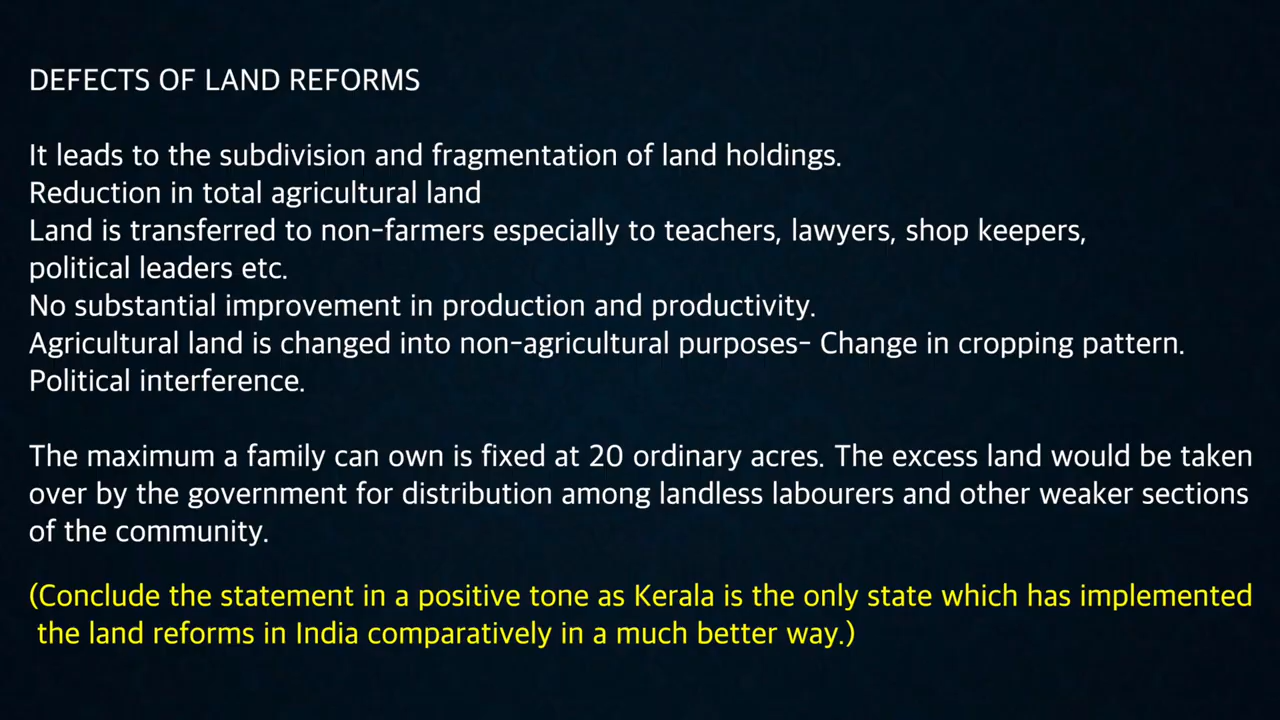 DEFECTS OF LAND REFORMS
It leads to the subdivision and fragmentation of land holdings.
Reduction in total agricultural land
Land is transferred to non-farmers especially to teachers, lawyers, shop keepers,
political leaders etc.
No substantial improvement in production and productivity.
Agricultural land is changed into non-agricultural purposes- Change in cropping pattern.
Political interference.
The maximum a family can own is fixed at 20 ordinary acres. The excess land would be taken
over by the government for distribution among landless labourers and other weaker sections
of the community.
(Conclude the statement in a positive tone as Kerala is the only state which has implemented
the land reforms in India comparatively in a much better way.)